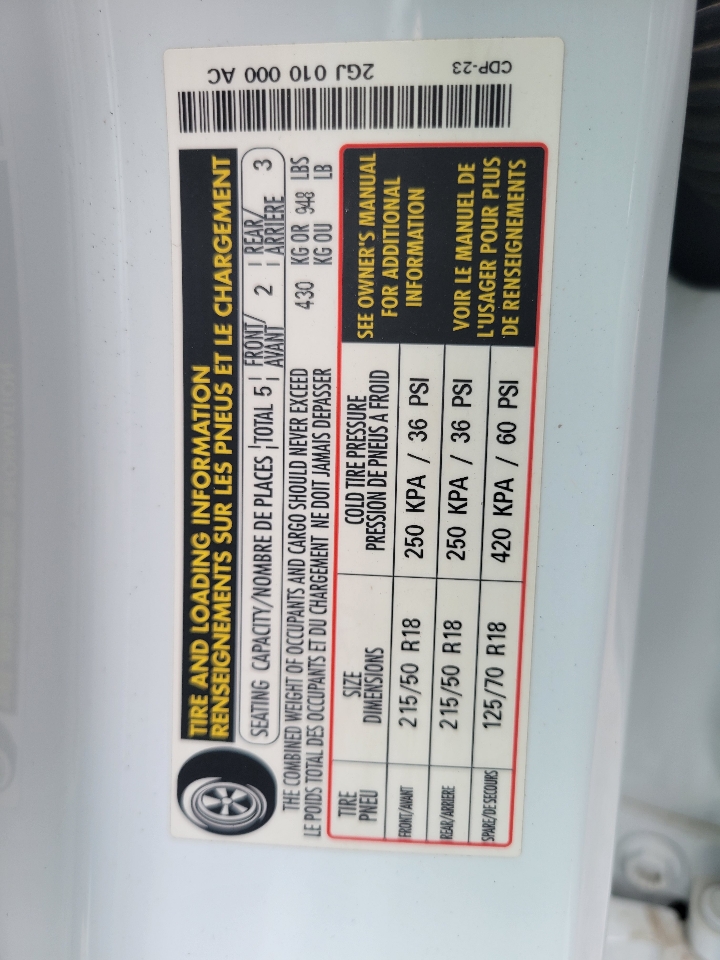 TIRE AND LOADING INFORMATION
RENSEIGNEMENTS SUR LES PNEUS ET LE CHARGEMENT
SEATING CAPACITY/NOMBRE DE PLACES | TOTAL 5 | FRONT/AVANT 2 | REAR/ARRIERE 3
THE COMBINED WEIGHT OF OCCUPANTS AND CARGO SHOULD NEVER EXCEED 430 KG OR 948 LBS
LE POIDS TOTAL DES OCCUPANTS ET DU CHARGEMENT NE DOIT JAMAIS DEPASSER KG OU LB
TIRE
PNEU
SIZE
DIMENSIONS
COLD TIRE PRESSURE
PRESSION DE PNEUS A FROID
FRONT/AVANT 215/50 R18 250 KPA / 36 PSI
REAR/ARRIERE 215/50 R18 250 KPA / 36 PSI
SPARE/DE SECOURS 125/70 R18 420 KPA / 60 PSI
SEE OWNER'S MANUAL
FOR ADDITIONAL
INFORMATION
VOIR LE MANUEL DE
L'USAGER POUR PLUS
DE RENSEIGNEMENTS
2GJ 010 000 AC
CDP-23